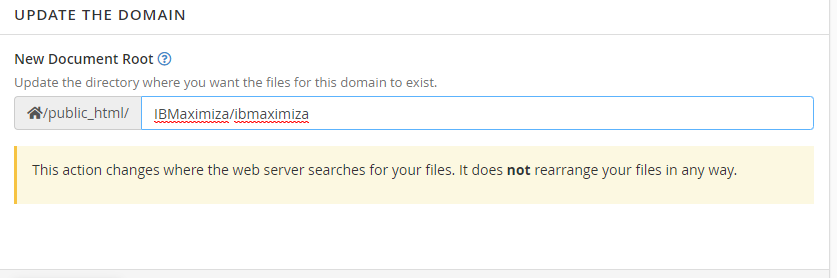 UPDATE THE DOMAIN
New Document Root
Update the directory where you want the files for this domain to exist.
/public_html/ IBMaximiza/ibmaximiza
This action changes where the web server searches for your files. It does not rearrange your files in any way.